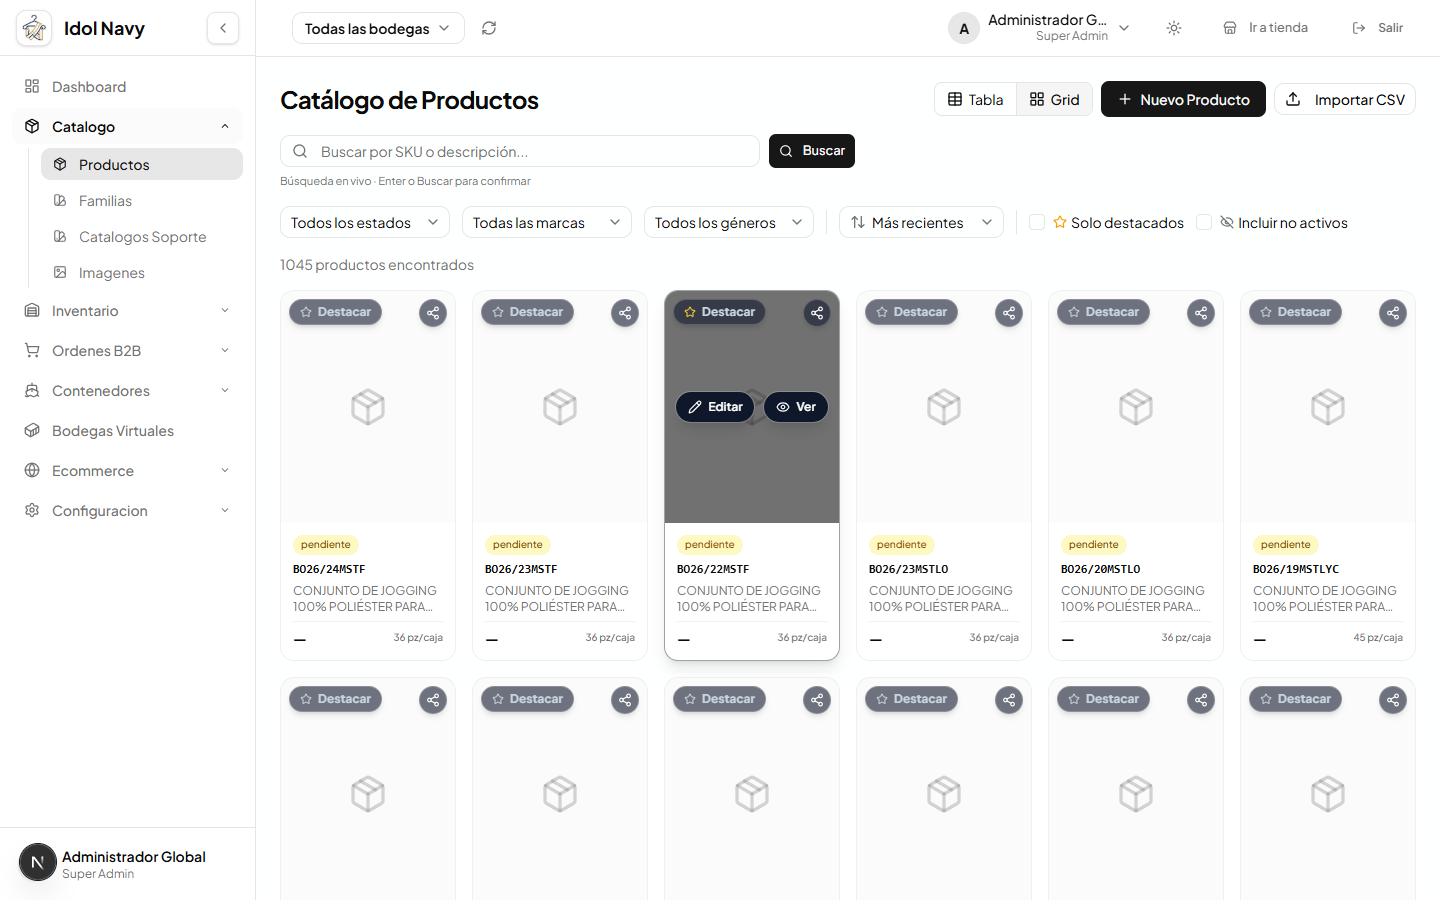 Idol Navy
Todas las bodegas
A
Administrador G...
Super Admin
Ir a tienda
Salir
Dashboard
Catalogo
Productos
Familias
Catalogos Soporte
Imagenes
Inventario
Ordenes B2B
Contenedores
Bodegas Virtuales
Ecommerce
Configuracion
N
Administrador Global
Super Admin
Catálogo de Productos
Tabla
Grid
Nuevo Producto
Importar CSV
Buscar por SKU o descripción...
Buscar
Búsqueda en vivo · Enter o Buscar para confirmar
Todos los estados
Todas las marcas
Todos los géneros
Más recientes
Solo destacados
Incluir no activos
1045 productos encontrados
Destacar
pendiente
BO26/24MSTF
CONJUNTO DE JOGGING
100% POLIÉSTER PARA...
—
36 pz/caja
Destacar
pendiente
BO26/23MSTF
CONJUNTO DE JOGGING
100% POLIÉSTER PARA...
—
36 pz/caja
Destacar
Editar
Ver
pendiente
BO26/22MSTF
CONJUNTO DE JOGGING
100% POLIÉSTER PARA...
—
36 pz/caja
Destacar
pendiente
BO26/23MSTLO
CONJUNTO DE JOGGING
100% POLIÉSTER PARA...
—
36 pz/caja
Destacar
pendiente
BO26/20MSTLO
CONJUNTO DE JOGGING
100% POLIÉSTER PARA...
—
36 pz/caja
Destacar
pendiente
BO26/19MSTLYC
CONJUNTO DE JOGGING
100% POLIÉSTER PARA...
—
45 pz/caja
Destacar
Destacar
Destacar
Destacar
Destacar
Destacar